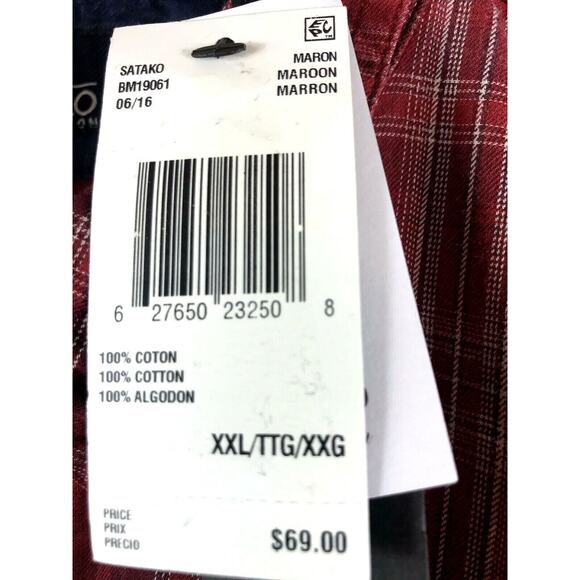 SATAKO
BM19061
06/16
MARON
MAROON
MARRON
6 27650 23250 8
100% COTON
100% COTTON
100% ALGODON
XXL/TTG/XXG
PRICE
PRIX
PRECIO
$69.00